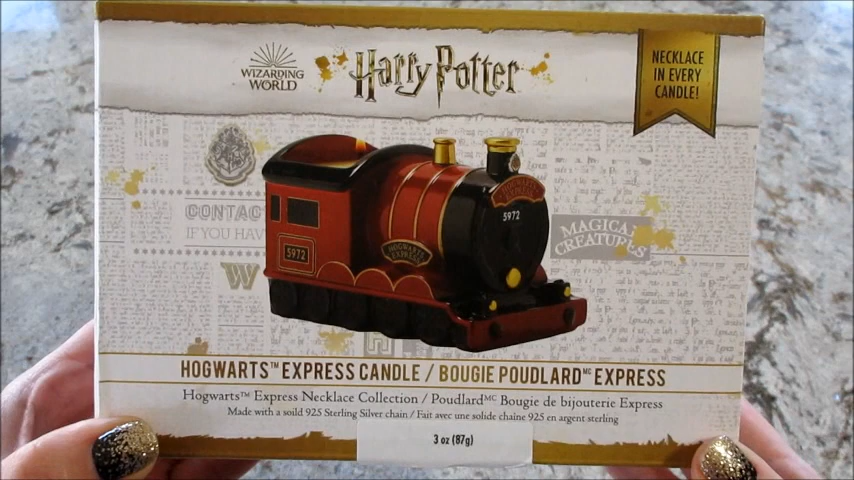 WIZARDING
WORLD
Harry Potter
NECKLACE
IN EVERY
CANDLE!
CONTAC
IF YOU HAV
W
MAGICAL
CREATURES
HOGWARTS
EXPRESS
5972
HOGWARTS
EXPRESS
5972
H
HOGWARTS™ EXPRESS CANDLE / BOUGIE POUDLARD MC EXPRESS
Hogwarts™ Express Necklace Collection / Poudlard MC Bougie de bijouterie Express
Made with a soild 925 Sterling Silver chain / Fait avec une solide chaîne 925 en argent sterling
3 oz (87g)